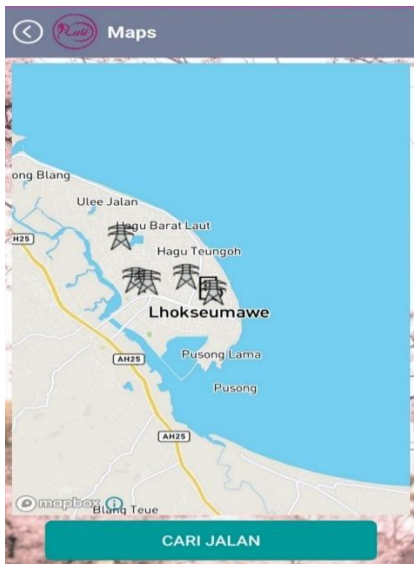 Maps
ong Blang
Ulee Jalan
Hagu Barat Laut
AH25
Hagu Teungoh
Lhokseumawe
Pusong Lama
AH25
Pusong
AH25
mapbox
Blang Teue
CARI JALAN